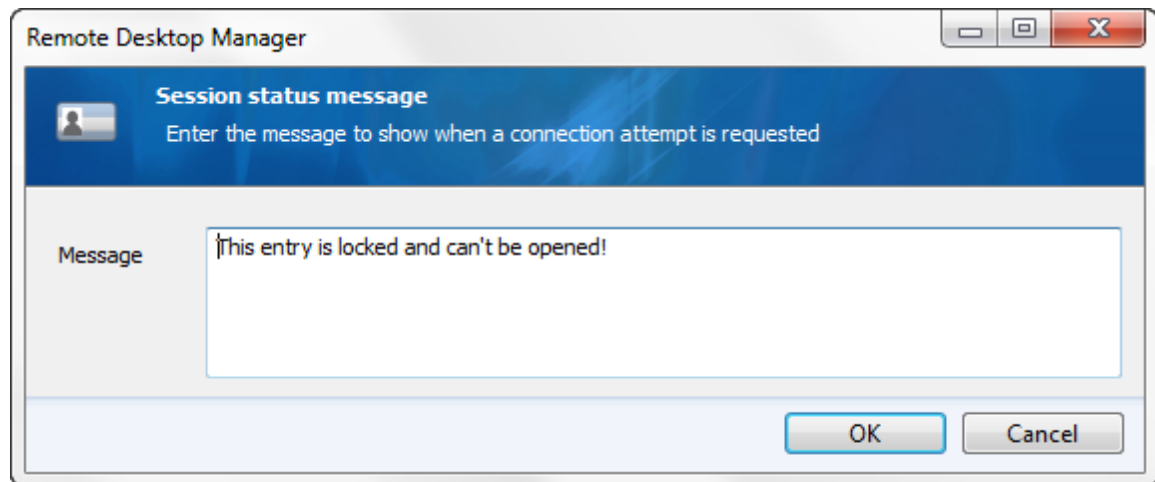 Remote Desktop Manager
Session status message
Enter the message to show when a connection attempt is requested
Message
This entry is locked and can't be opened!
OK
Cancel